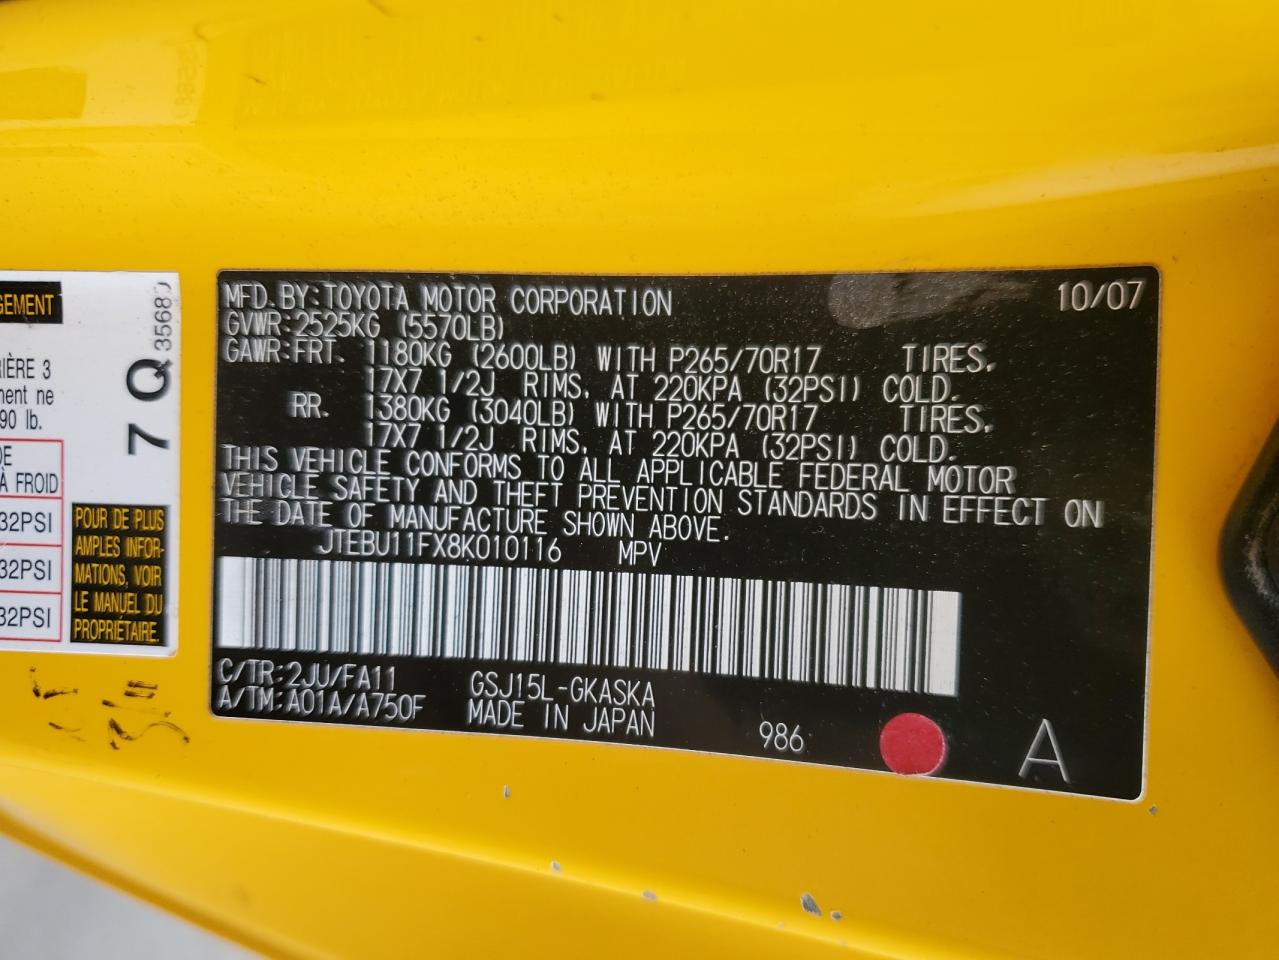 GEMENT
RIÈRE 3
ment ne
90 lb.
DE
À FROID
32PSI
32PSI
32PSI
7 Q
35680
POUR DE PLUS
AMPLES INFOR-
MATIONS, VOIR
LE MANUEL DU
PROPRIÉTAIRE.
MFD. BY: TOYOTA MOTOR CORPORATION 10/07
GVWR: 2525KG (5570LB)
GAWR: FRT. 1180KG (2600LB) WITH P265/70R17 TIRES,
17X7 1/2J RIMS, AT 220KPA (32PSI) COLD.
RR. 1380KG (3040LB) WITH P265/70R17 TIRES,
17X7 1/2J RIMS, AT 220KPA (32PSI) COLD.
THIS VEHICLE CONFORMS TO ALL APPLICABLE FEDERAL MOTOR
VEHICLE SAFETY AND THEFT PREVENTION STANDARDS IN EFFECT ON
THE DATE OF MANUFACTURE SHOWN ABOVE.
JTEBU11FX8K010116 MPV
C/TR: 2JU/FA11 GSJ15L-GKASKA
A/TM: A01A/A750F MADE IN JAPAN 986 A